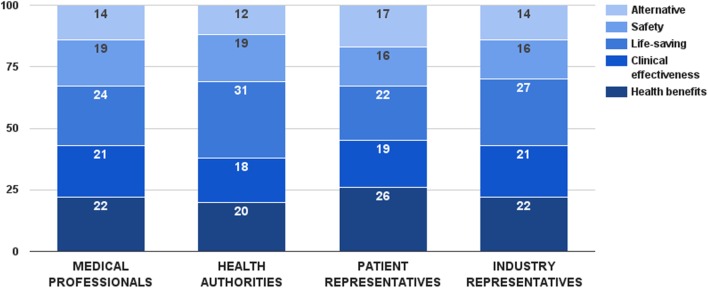 100
75
50
25
0
14
19
24
21
22
12
19
31
18
20
17
16
22
19
26
14
16
27
21
22
MEDICAL
PROFESSIONALS
HEALTH
AUTHORITIES
PATIENT
REPRESENTATIVES
INDUSTRY
REPRESENTATIVES
Alternative
Safety
Life-saving
Clinical
effectiveness
Health benefits